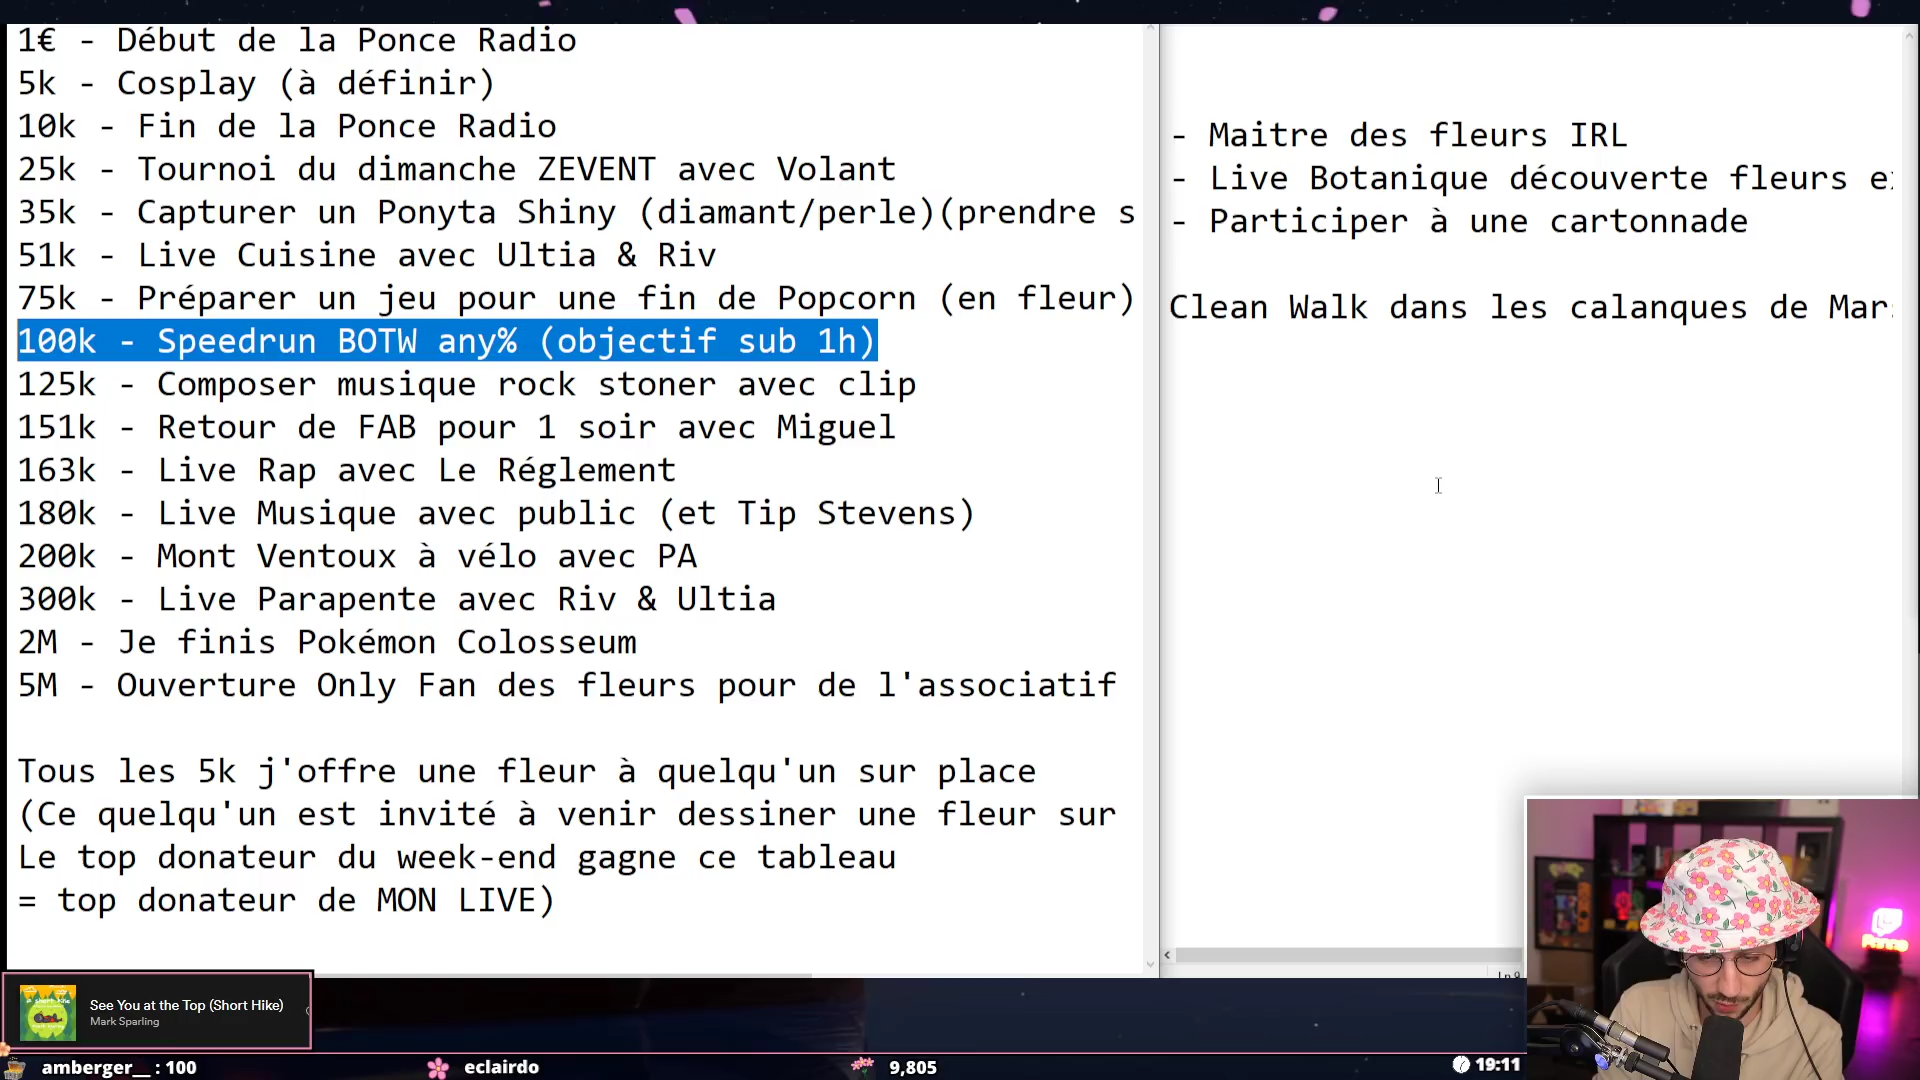 1€ - Début de la Ponce Radio
5k - Cosplay (à définir)
10k - Fin de la Ponce Radio
25k - Tournoi du dimanche ZEVENT avec Volant
35k - Capturer un Ponyta Shiny (diamant/perle)(prendre s
51k - Live Cuisine avec Ultia & Riv
75k - Préparer un jeu pour une fin de Popcorn (en fleur)
100k - Speedrun BOTW any% (objectif sub 1h)
125k - Composer musique rock stoner avec clip
151k - Retour de FAB pour 1 soir avec Miguel
163k - Live Rap avec Le Réglement
180k - Live Musique avec public (et Tip Stevens)
200k - Mont Ventoux à vélo avec PA
300k - Live Parapente avec Riv & Ultia
2M - Je finis Pokémon Colosseum
5M - Ouverture Only Fan des fleurs pour de l'associatif
Tous les 5k j'offre une fleur à quelqu'un sur place
(Ce quelqu'un est invité à venir dessiner une fleur sur
Le top donateur du week-end gagne ce tableau
= top donateur de MON LIVE)
- Maitre des fleurs IRL
- Live Botanique découverte fleurs e
- Participer à une cartonnade
Clean Walk dans les calanques de Mar
See You at the Top (Short Hike)
Mark Sparling
amberger__ : 100
eclairdo
9,805
19:11